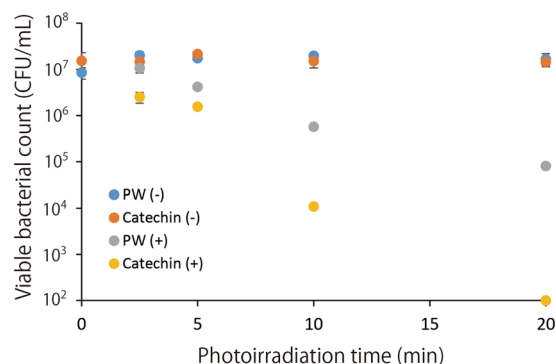 Viable bacterial count (CFU/mL)
10⁸
10⁷
10⁶
10⁵
10⁴
10³
10²
PW (-)
Catechin (-)
PW (+)
Catechin (+)
0 5 10 15 20
Photoirradiation time (min)